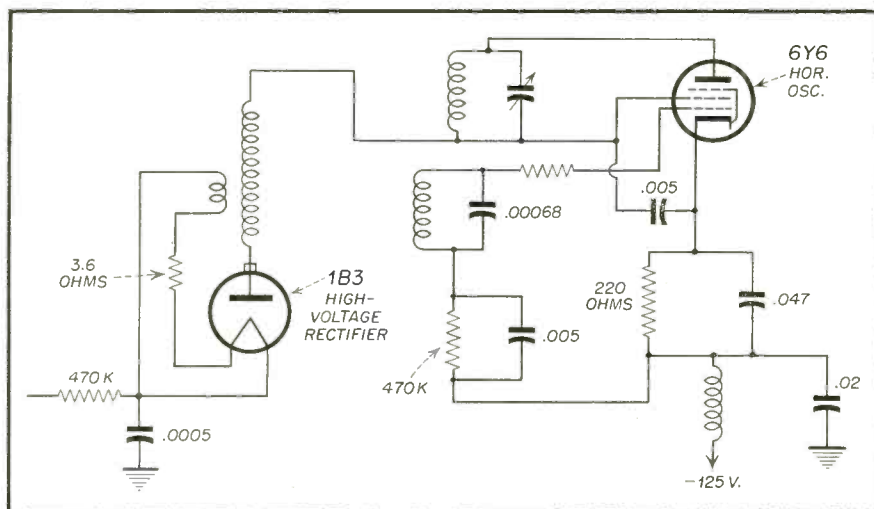 6Y6
HOR.
OSC.
.00068
.005
3.6
OHMS
1B3
HIGH-
VOLTAGE
RECTIFIER
220
OHMS
.047
.005
470K
470K
.02
.0005
-125 V.